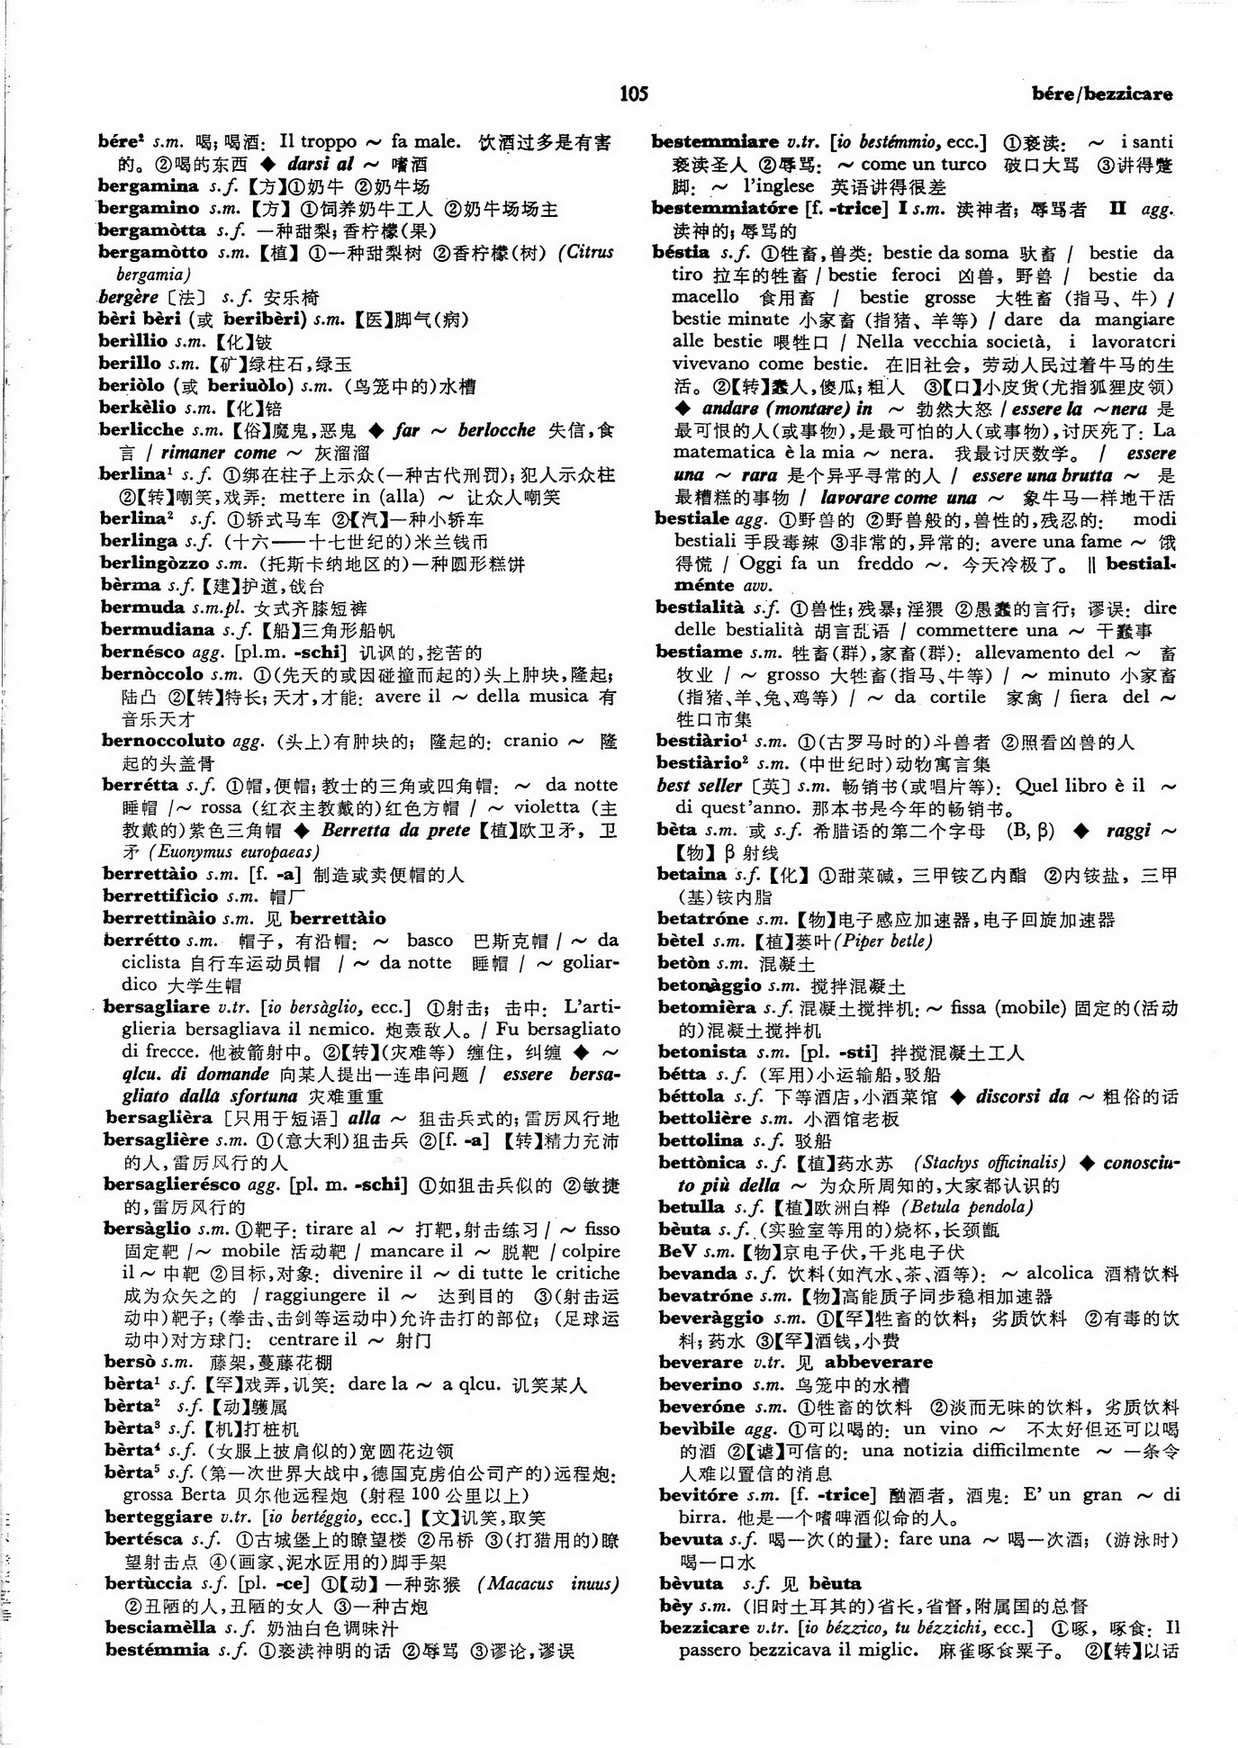 105
bére/bezzicare
bére² s.m. 喝; 喝酒: Il troppo ～ fa male. 饮酒过多是有害
的。②喝的东西 ◆ darsi al ～ 嗜酒
bergamina s.f.【方】①奶牛 ②奶牛场
bergamino s.m.【方】①饲养奶牛工人 ②奶牛场场主
bergamòtta s.f. 一种甜梨; 香柠檬(果)
bergamòtto s.m.【植】①一种甜梨树 ②香柠檬(树) (Citrus
bergamia)
bergère〔法〕 s.f. 安乐椅
bèri bèri (或 beribèri) s.m.【医】脚气(病)
berìllio s.m.【化】铍
berillo s.m.【矿】绿柱石,绿玉
beriòlo (或 beriuòlo) s.m. (鸟笼中的)水槽
berkèlio s.m.【化】锫
berlicche s.m.【俗】魔鬼,恶鬼 ◆ far ～ berlocche 失信,食
言 / rimaner come ～ 灰溜溜
berlina¹ s.f. ①绑在柱子上示众(一种古代刑罚); 犯人示众柱
②【转】嘲笑,戏弄: mettere in (alla) ～ 让众人嘲笑
berlina² s.f. ①轿式马车 ②【汽】一种小轿车
berlinga s.f. (十六——十七世纪的)米兰钱币
berlingòzzo s.m. (托斯卡纳地区的)一种圆形糕饼
bèrma s.f.【建】护道,戗台
bermuda s.m.pl. 女式齐膝短裤
bermudiana s.f.【船】三角形船帆
bernésco agg. [pl.m. -schi] 讥讽的,挖苦的
bernòccolo s.m. ①(先天的或因碰撞而起的)头上肿块,隆起;
陆凸 ②【转】特长; 天才,才能: avere il ～ della musica 有
音乐天才
bernoccoluto agg. (头上)有肿块的; 隆起的: cranio ～ 隆
起的头盖骨
berrétta s.f. ①帽,便帽; 教士的三角或四角帽: ～ da notte
睡帽 /～ rossa (红衣主教戴的)红色方帽 / ～ violetta (主
教戴的)紫色三角帽 ◆ Berretta da prete【植】欧卫矛, 卫
矛 (Euonymus europaeas)
berrettàio s.m. [f. -a] 制造或卖便帽的人
berrettifìcio s.m. 帽厂
berrettinàio s.m. 见 berrettàio
berrétto s.m. 帽子, 有沿帽: ～ basco 巴斯克帽 / ～ da
ciclista 自行车运动员帽 / ～ da notte 睡帽 / ～ goliar-
dico 大学生帽
bersagliare v.tr. [io bersàglio, ecc.] ①射击; 击中: L'arti-
glieria bersagliava il nemico. 炮轰敌人。/ Fu bersagliato
di frecce. 他被箭射中。②【转】(灾难等) 缠住, 纠缠 ◆ ～
qlcu. di domande 向某人提出一连串问题 / essere bersa-
gliato dalla sfortuna 灾难重重
bersaglièra [只用于短语] alla ～ 狙击兵式的; 雷厉风行地
bersaglière s.m. ①(意大利)狙击兵 ②[f. -a] 【转】精力充沛
的人,雷厉风行的人
bersaglierésco agg. [pl. m. -schi] ①如狙击兵似的 ②敏捷
的,雷厉风行的
bersàglio s.m. ①靶子: tirare al ～ 打靶,射击练习 / ～ fisso
固定靶 /～ mobile 活动靶 / mancare il ～ 脱靶 / colpire
il ～ 中靶 ②目标,对象: divenire il ～ di tutte le critiche
成为众矢之的 / raggiungere il ～ 达到目的 ③(射击运
动中)靶子; (拳击、击剑等运动中)允许击打的部位; (足球运
动中)对方球门: centrare il ～ 射门
bersò s.m. 藤架,蔓藤花棚
bèrta¹ s.f.【罕】戏弄,讥笑: dare la ～ a qlcu. 讥笑某人
bèrta² s.f.【动】鹱属
bèrta³ s.f.【机】打桩机
bèrta⁴ s.f. (女服上披肩似的)宽圆花边领
bèrta⁵ s.f. (第一次世界大战中,德国克虏伯公司产的)远程炮:
grossa Berta 贝尔他远程炮 (射程100公里以上)
berteggiare v.tr. [io bertéggio, ecc.]【文】讥笑,取笑
bertésca s.f. ①古城堡上的瞭望楼 ②吊桥 ③(打猎用的)瞭
望射击点 ④(画家、泥水匠用的)脚手架
bertùccia s.f. [pl. -ce] ①【动】一种弥猴 (Macacus inuus)
②丑陋的人,丑陋的女人 ③一种古炮
besciamèlla s.f. 奶油白色调味汁
bestémmia s.f. ①亵渎神明的话 ②辱骂 ③谬论,谬误
bestemmiare v.tr. [io bestémmio, ecc.] ①亵渎: ～ i santi
亵渎圣人 ②辱骂: ～ come un turco 破口大骂 ③讲得蹩
脚: ～ l'inglese 英语讲得很差
bestemmiatóre [f. -trice] I s.m. 渎神者; 辱骂者 II agg.
渎神的; 辱骂的
béstia s.f. ①牲畜,兽类: bestie da soma 驮畜 / bestie da
tiro 拉车的牲畜 / bestie feroci 凶兽, 野兽 / bestie da
macello 食用畜 / bestie grosse 大牲畜 (指马、牛) /
bestie minute 小家畜 (指猪、羊等) / dare da mangiare
alle bestie 喂牲口 / Nella vecchia società, i lavoratori
vivevano come bestie. 在旧社会, 劳动人民过着牛马的生
活。②【转】蠢人,傻瓜; 粗人 ③【口】小皮货(尤指狐狸皮领)
◆ andare (montare) in ～ 勃然大怒 / essere la ～ nera 是
最可恨的人(或事物),是最可怕的人(或事物),讨厌死了: La
matematica è la mia ～ nera. 我最讨厌数学。 / essere
una ～ rara 是个异乎寻常的人 / essere una brutta ～ 是
最糟糕的事物 / lavorare come una ～ 象牛马一样地干活
bestiale agg. ①野兽的 ②野兽般的,兽性的,残忍的: modi
bestiali 手段毒辣 ③非常的,异常的: avere una fame ～ 饿
得慌 / Oggi fa un freddo ～. 今天冷极了。 ‖ bestial-
ménte avv.
bestialità s.f. ①兽性; 残暴; 淫猥 ②愚蠢的言行; 谬误: dire
delle bestialità 胡言乱语 / commettere una ～ 干蠢事
bestiame s.m. 牲畜(群),家畜(群): allevamento del ～ 畜
牧业 / ～ grosso 大牲畜(指马、牛等) / ～ minuto 小家畜
(指猪、羊、兔、鸡等) / ～ da cortile 家禽 / fiera del ～
牲口市集
bestiàrio¹ s.m. ①(古罗马时的)斗兽者 ②照看凶兽的人
bestiàrio² s.m. (中世纪时)动物寓言集
best seller〔英〕s.m. 畅销书(或唱片等): Quel libro è il ～
di quest'anno. 那本书是今年的畅销书。
bèta s.m. 或 s.f. 希腊语的第二个字母 (B, β) ◆ raggi ～
【物】β 射线
betaina s.f.【化】①甜菜碱, 三甲铵乙内酯 ②内铵盐, 三甲
(基)铵内脂
betatróne s.m.【物】电子感应加速器,电子回旋加速器
bètel s.m.【植】蒌叶(Piper betle)
betòn s.m. 混凝土
betonàggio s.m. 搅拌混凝土
betomièra s.f. 混凝土搅拌机: ～ fissa (mobile) 固定的(活动
的)混凝土搅拌机
betonista s.m. [pl. -sti] 拌搅混凝土工人
bétta s.f. (军用)小运输船,驳船
béttola s.f. 下等酒店,小酒菜馆 ◆ discorsi da ～ 粗俗的话
bettolière s.m. 小酒馆老板
bettolina s.f. 驳船
bettònica s.f.【植】药水苏 (Stachys officinalis) ◆ conosciu-
to più della ～ 为众所周知的,大家都认识的
betulla s.f.【植】欧洲白桦 (Betula pendola)
bèuta s.f. (实验室等用的)烧杯,长颈甑
BeV s.m.【物】京电子伏,千兆电子伏
bevanda s.f. 饮料(如汽水、茶、酒等): ～ alcolica 酒精饮料
bevatróne s.m.【物】高能质子同步稳相加速器
beveràggio s.m. ①【罕】牲畜的饮料; 劣质饮料 ②有毒的饮
料; 药水 ③【罕】酒钱,小费
beverare v.tr. 见 abbeverare
beverino s.m. 鸟笼中的水槽
beveróne s.m. ①牲畜的饮料 ②淡而无味的饮料, 劣质饮料
bevìbile agg. ①可以喝的: un vino ～ 不太好但还可以喝
的酒 ②【谑】可信的: una notizia difficilmente ～ 一条令
人难以置信的消息
bevitóre s.m. [f. -trice] 酗酒者, 酒鬼: E' un gran ～ di
birra. 他是一个嗜啤酒似命的人。
bevuta s.f. 喝一次(的量): fare una ～ 喝一次酒; (游泳时)
喝一口水
bèvuta s.f. 见 bèuta
bèy s.m. (旧时土耳其的)省长,省督,附属国的总督
bezzicare v.tr. [io bézzico, tu bézzichi, ecc.] ①啄, 啄食: Il
passero bezzicava il miglic. 麻雀啄食粟子。 ②【转】以话